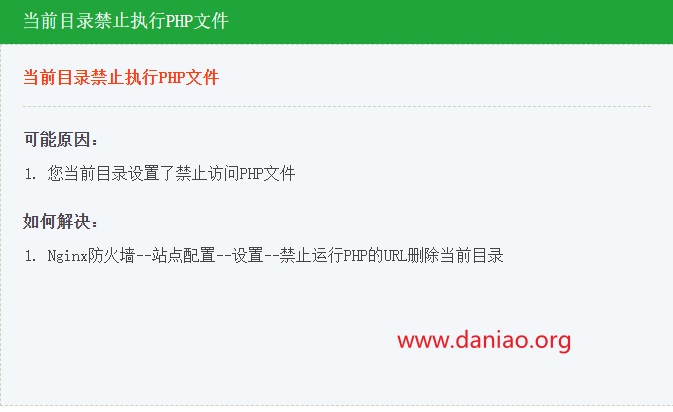 当前目录禁止执行PHP文件
当前目录禁止执行PHP文件
可能原因：
1. 您当前目录设置了禁止访问PHP文件
如何解决：
1. Nginx防火墙--站点配置--设置--禁止运行PHP的URL删除当前目录
www.daniao.org